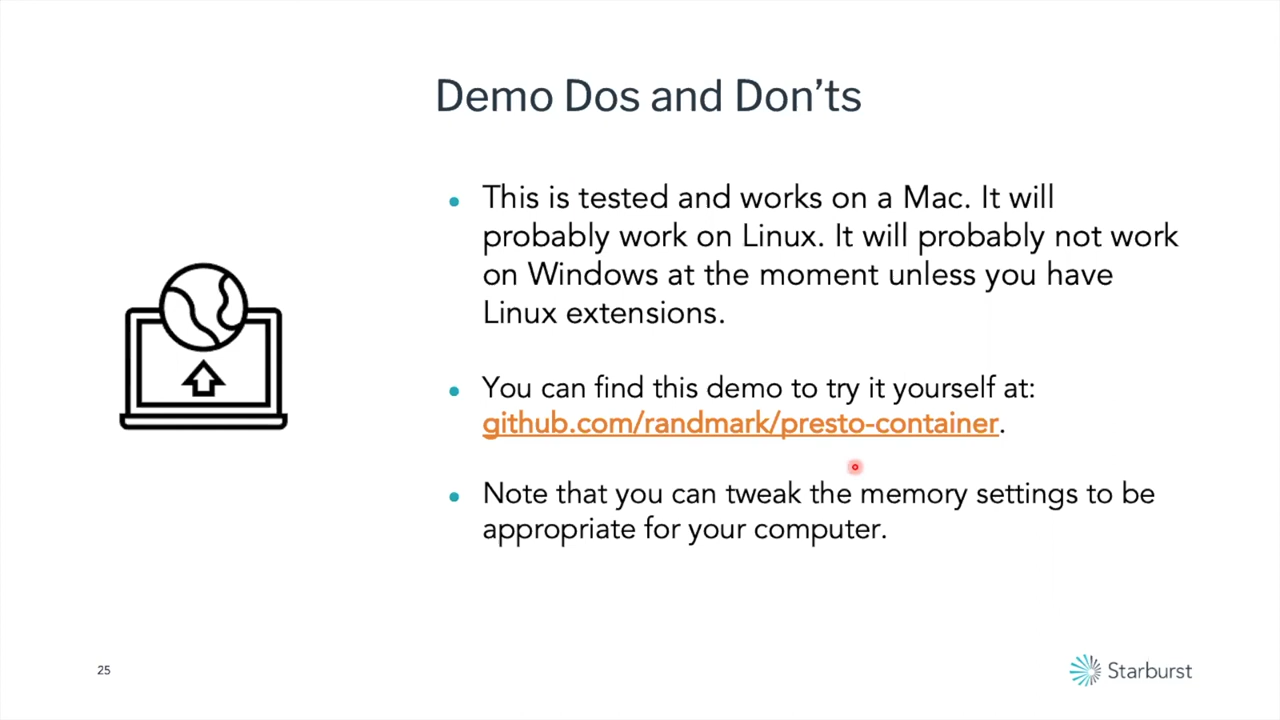 Demo Dos and Don’ts
• This is tested and works on a Mac. It will
probably work on Linux. It will probably not work
on Windows at the moment unless you have
Linux extensions.
• You can find this demo to try it yourself at:
github.com/randmark/presto-container.
• Note that you can tweak the memory settings to be
appropriate for your computer.
25
Starburst